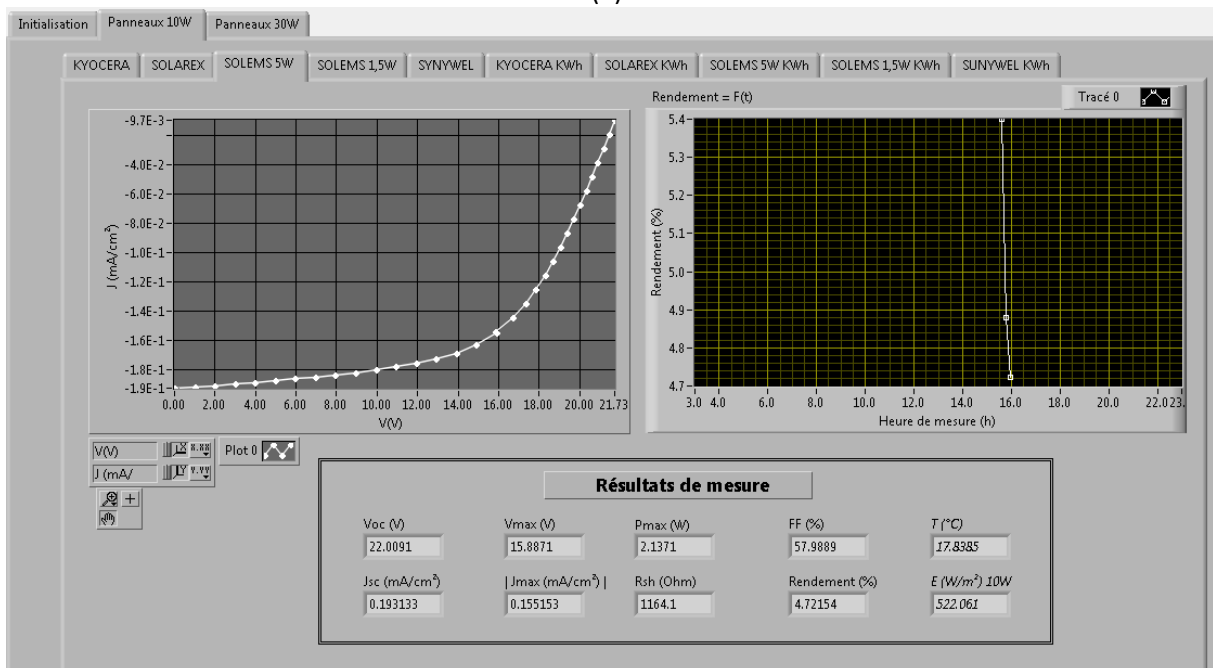 Initialisation Panneaux 10W Panneaux 30W
KYOCERA SOLAREX SOLEMS 5W SOLEMS 1,5W SYNYWEL KYOCERA KWh SOLAREX KWh SOLEMS 5W KWh SOLEMS 1,5W KWh SUNYWEL KWh
Rendement = F(t)
Tracé 0
-9.7E-3
-4.0E-2
-6.0E-2
-8.0E-2
-1.0E-1
-1.2E-1
-1.4E-1
-1.6E-1
-1.8E-1
-1.9E-1
J (mA/cm²)
0.00 2.00 4.00 6.00 8.00 10.00 12.00 14.00 16.00 18.00 20.00 21.73
V(V)
5.4
5.3
5.2
5.1
5.0
4.9
4.8
4.7
Rendement (%)
3.0 4.0 6.0 8.0 10.0 12.0 14.0 16.0 18.0 20.0 22.0 23.
Heure de mesure (h)
V(V)
J (mA/
Plot 0
Résultats de mesure
Voc (V) Vmax (V) Pmax (W) FF (%) T (°C)
22.0091 15.8871 2.1371 57.9889 17.8385
Jsc (mA/cm²) | Jmax (mA/cm²) | Rsh (Ohm) Rendement (%) E (W/m²) 10W
0.193133 0.155153 1164.1 4.72154 522.061